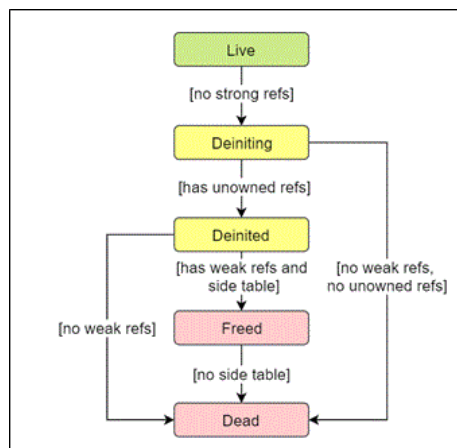 Live
[no strong refs]
Deiniting
[has unowned refs]
Deinited
[has weak refs and
side table]
[no weak refs,
no unowned refs]
[no weak refs]
Freed
[no side table]
Dead